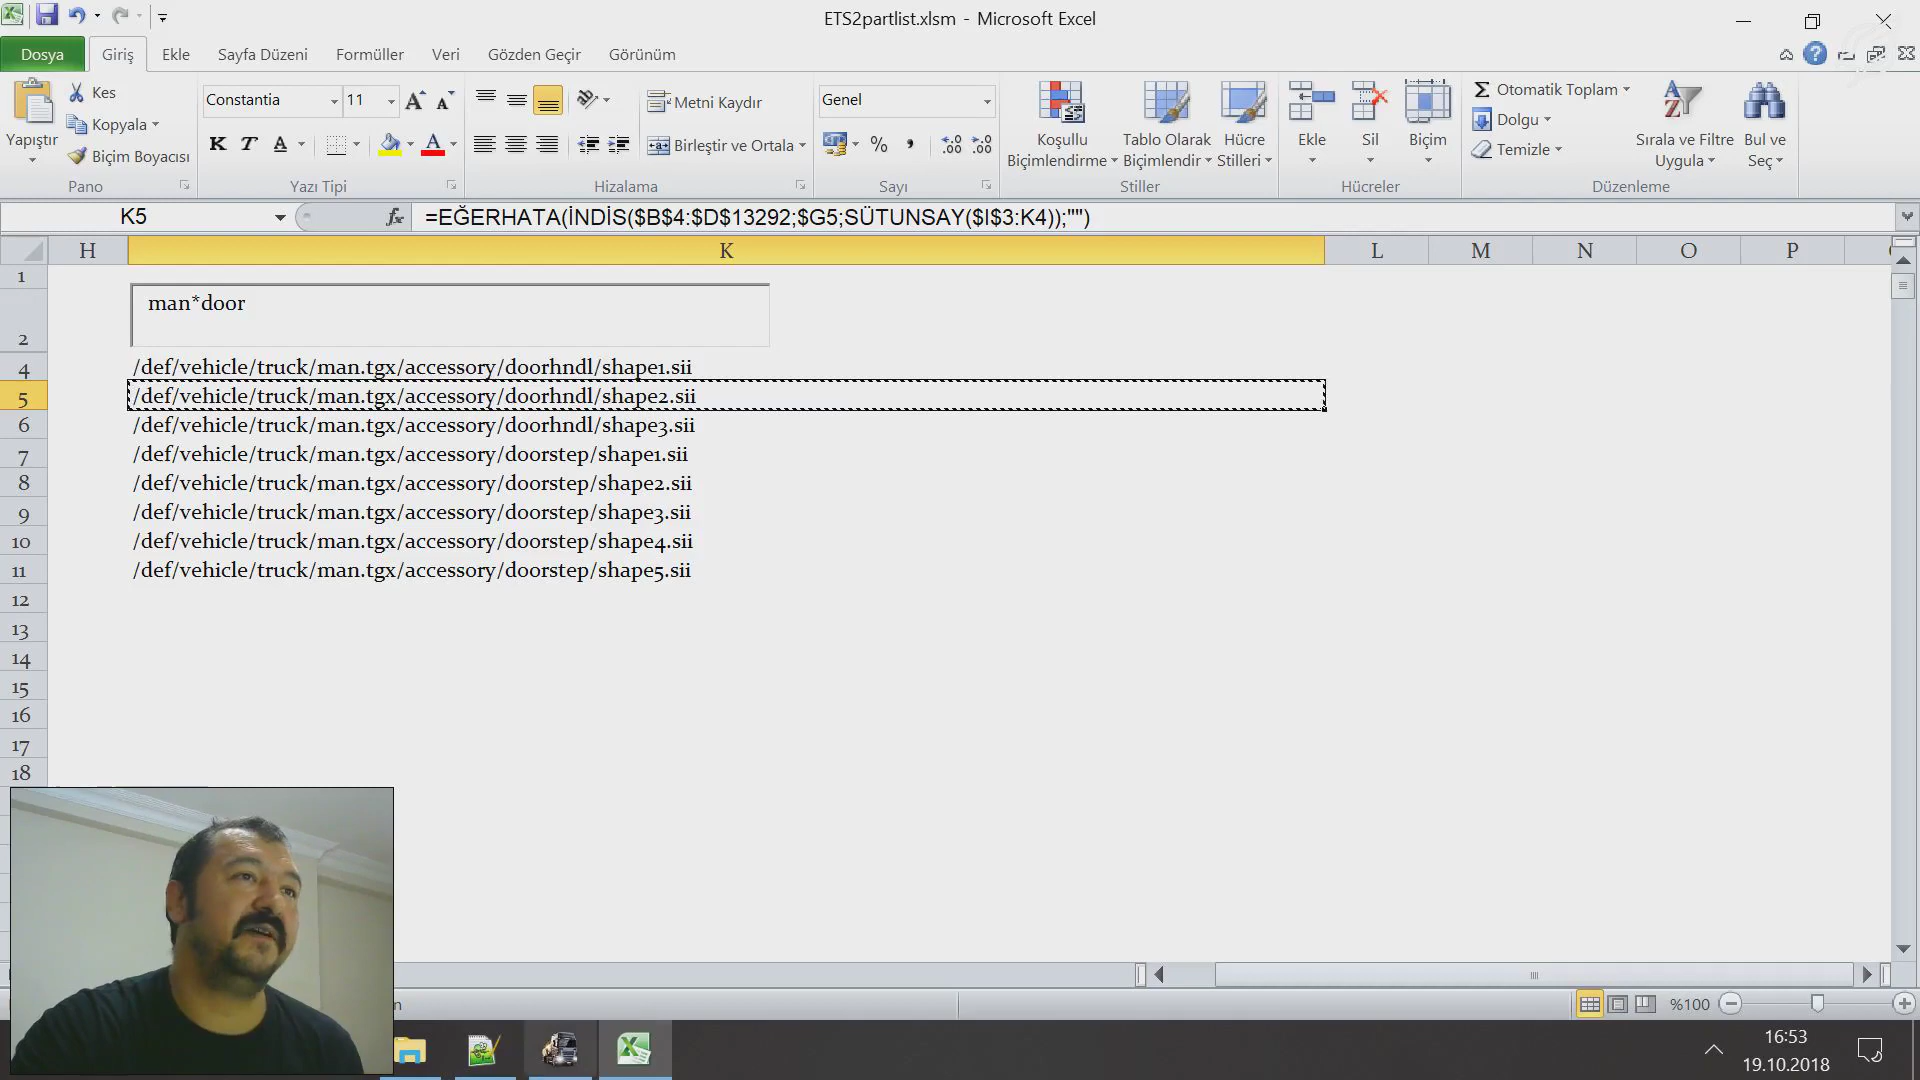 ETS2partlist.xlsm - Microsoft Excel
Dosya Giriş Ekle Sayfa Düzeni Formüller Veri Gözden Geçir Görünüm
Yapıştır
Kes
Kopyala
Biçim Boyacısı
Pano
Constantia 11
K T A
Yazı Tipi
Metni Kaydır
Birleştir ve Ortala
Hizalama
Genel
%
Sayı
Koşullu Biçimlendirme
Tablo Olarak Biçimlendir
Hücre Stilleri
Stiller
Ekle
Sil
Biçim
Hücreler
Otomatik Toplam
Dolgu
Temizle
Sırala ve Filtre Uygula
Bul ve Seç
Düzenleme
K5
fx
=EĞERHATA(İNDİS($B$4:$D$13292;$G5;SÜTUNSAY($I$3:K4));"")
H K L M N O P
1
2 man*door
4 /def/vehicle/truck/man.tgx/accessory/doorhndl/shape1.sii
5 /def/vehicle/truck/man.tgx/accessory/doorhndl/shape2.sii
6 /def/vehicle/truck/man.tgx/accessory/doorhndl/shape3.sii
7 /def/vehicle/truck/man.tgx/accessory/doorstep/shape1.sii
8 /def/vehicle/truck/man.tgx/accessory/doorstep/shape2.sii
9 /def/vehicle/truck/man.tgx/accessory/doorstep/shape3.sii
10 /def/vehicle/truck/man.tgx/accessory/doorstep/shape4.sii
11 /def/vehicle/truck/man.tgx/accessory/doorstep/shape5.sii
12
13
14
15
16
17
18
%100
16:53
19.10.2018